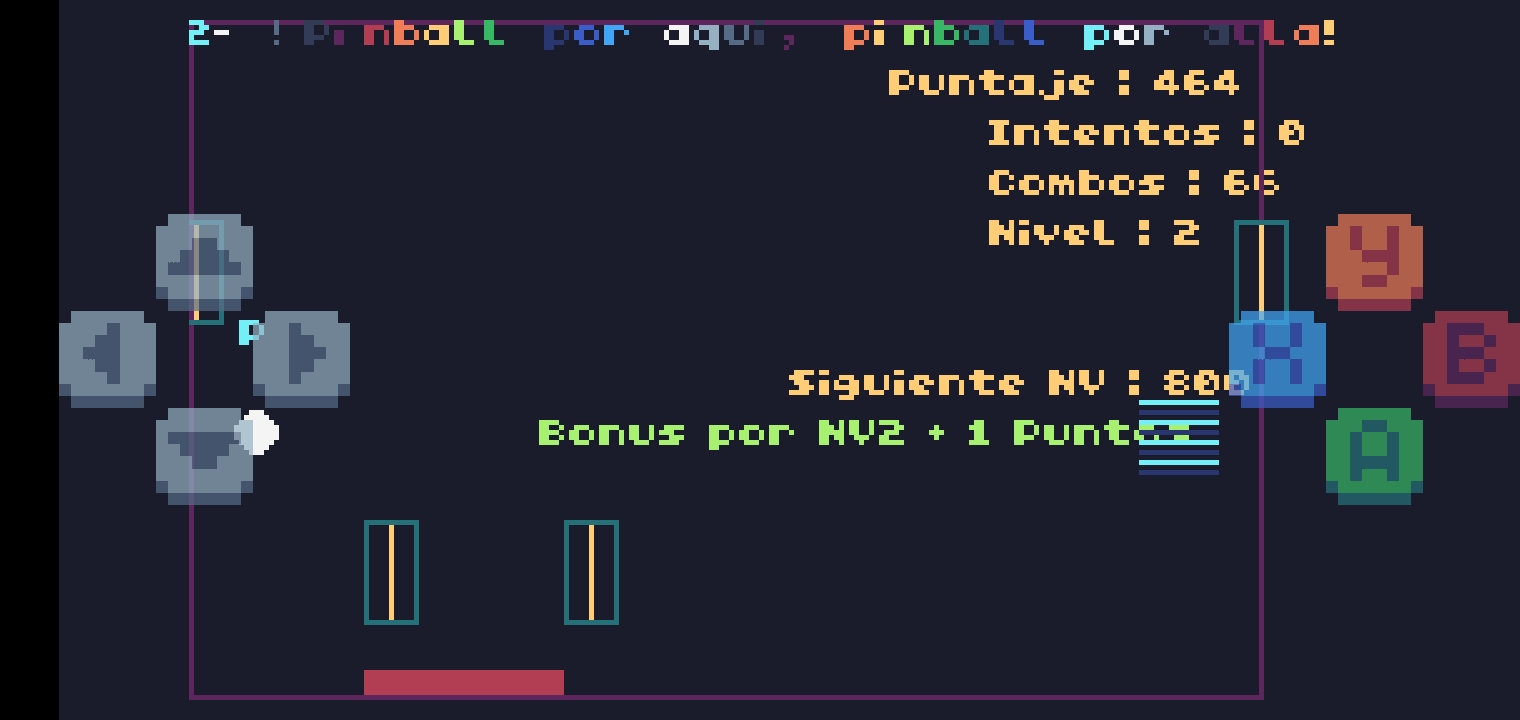 2- ! Pinball por aqui, pinball por alla!
Puntaje : 464
Intentos : 0
Combos : 66
Nivel : 2
Y
P
X
B
Siguiente NV : 800
Bonus por NV2 + 1 Punto
A